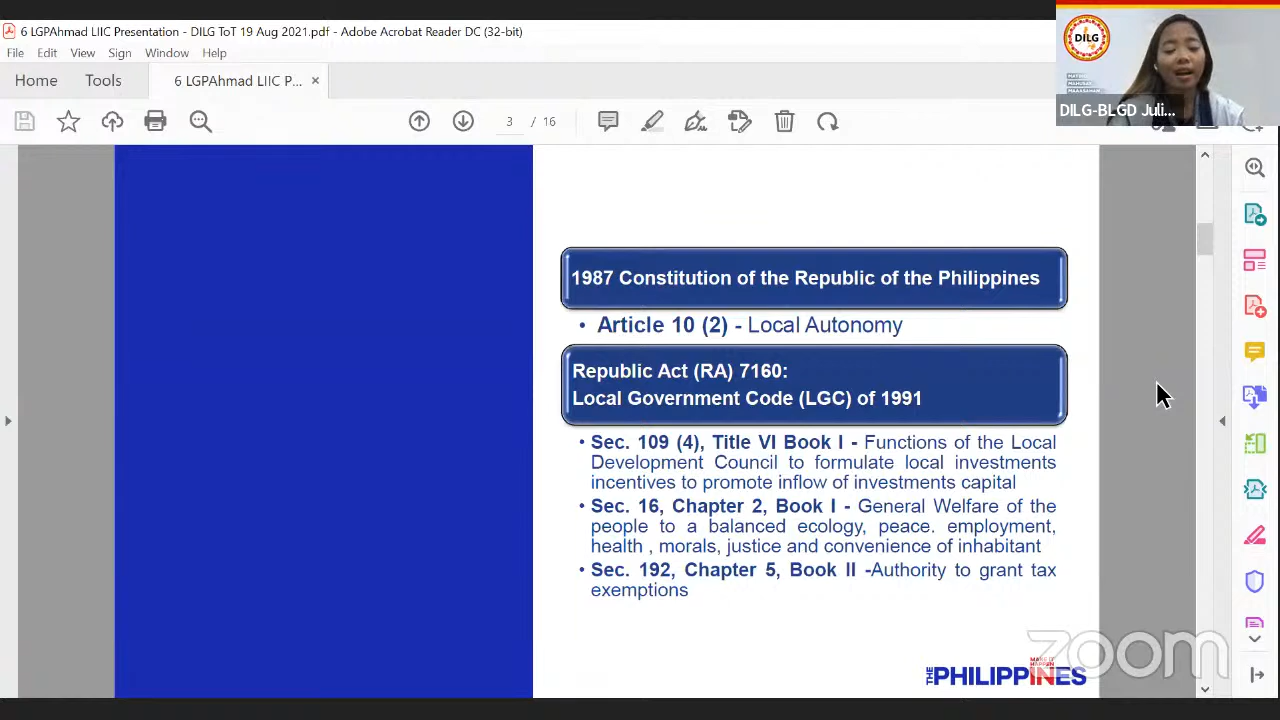 6 LGPAhmad LIIC Presentation - DILG ToT 19 Aug 2021.pdf - Adobe Acrobat Reader DC (32-bit)
File Edit View Sign Window Help
Home Tools 6 LGPAhmad LIIC P... ×
3 / 16
DILG
DILG-BLGD Juli...
1987 Constitution of the Republic of the Philippines
• Article 10 (2) - Local Autonomy
Republic Act (RA) 7160:
Local Government Code (LGC) of 1991
• Sec. 109 (4), Title VI Book I - Functions of the Local
Development Council to formulate local investments
incentives to promote inflow of investments capital
• Sec. 16, Chapter 2, Book I - General Welfare of the
people to a balanced ecology, peace. employment,
health , morals, justice and convenience of inhabitant
• Sec. 192, Chapter 5, Book II -Authority to grant tax
exemptions
zoom
THE PHILIPPINES